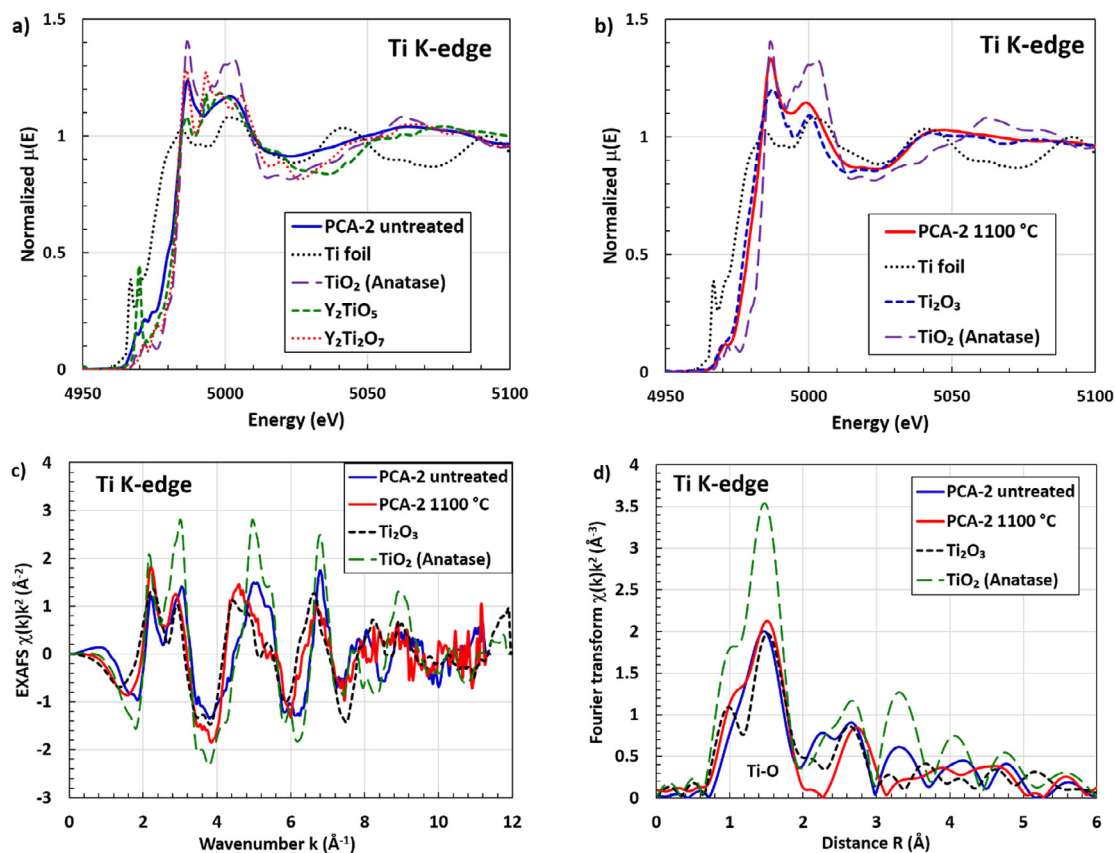 a)
Ti K-edge
1.5
1
0.5
0
Normalized μ(E)
PCA-2 untreated
Ti foil
TiO₂ (Anatase)
Y₂TiO₅
Y₂Ti₂O₇
4950 5000 5050 5100
Energy (eV)
b)
Ti K-edge
1.5
1
0.5
0
Normalized μ(E)
PCA-2 1100 °C
Ti foil
Ti₂O₃
TiO₂ (Anatase)
4950 5000 5050 5100
Energy (eV)
c)
Ti K-edge
4
3
2
1
0
-1
-2
-3
EXAFS χ(k)k² (Å⁻²)
PCA-2 untreated
PCA-2 1100 °C
Ti₂O₃
TiO₂ (Anatase)
0 2 4 6 8 10 12
Wavenumber k (Å⁻¹)
d)
Ti K-edge
4
3.5
3
2.5
2
1.5
1
0.5
0
Fourier transform χ(k)k² (Å⁻³)
PCA-2 untreated
PCA-2 1100 °C
Ti₂O₃
TiO₂ (Anatase)
Ti-O
0 1 2 3 4 5 6
Distance R (Å)